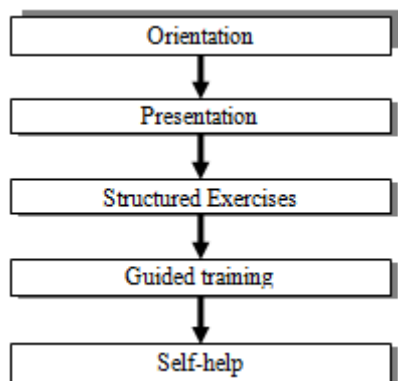 Orientation
Presentation
Structured Exercises
Guided training
Self-help